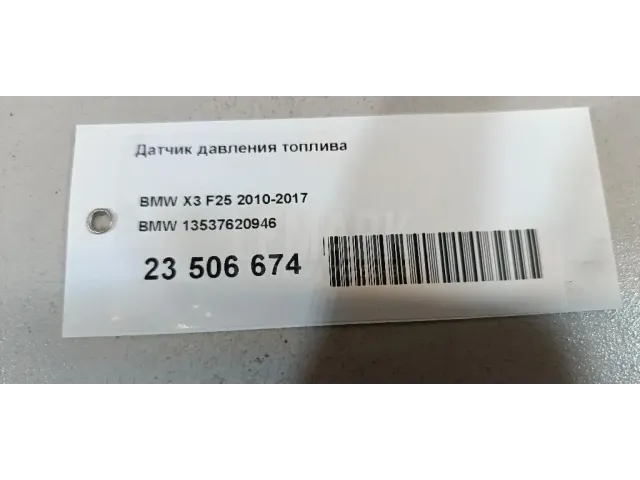 Датчик давления топлива
BMW X3 F25 2010-2017
BMW 13537620946
23 506 674